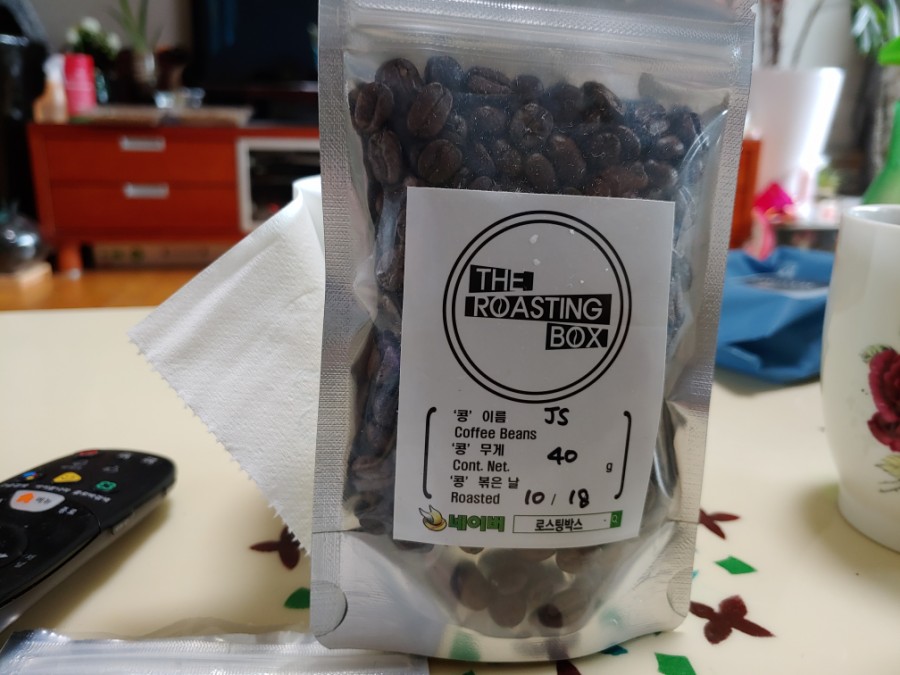 THE
ROASTING
BOX
'콩' 이름 JS
Coffee Beans
'콩' 무게 40 g
Cont. Net.
'콩' 볶은 날
Roasted 10 / 18
네이버 로스팅박스